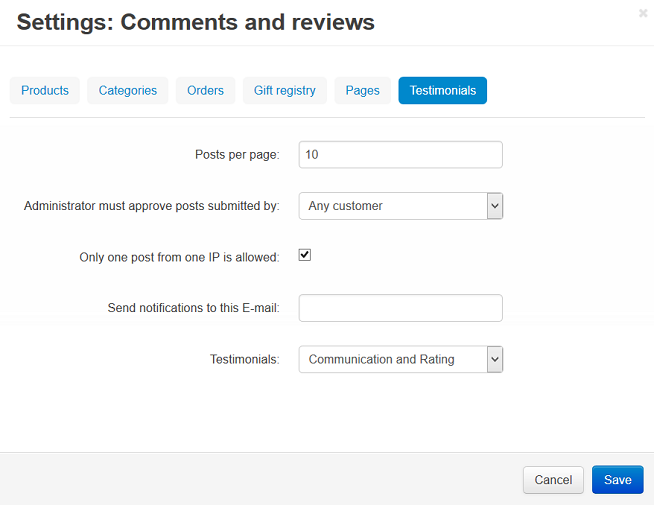 Settings: Comments and reviews
Products Categories Orders Gift registry Pages Testimonials
Posts per page: 10
Administrator must approve posts submitted by: Any customer
Only one post from one IP is allowed:
Send notifications to this E-mail:
Testimonials: Communication and Rating
Cancel Save